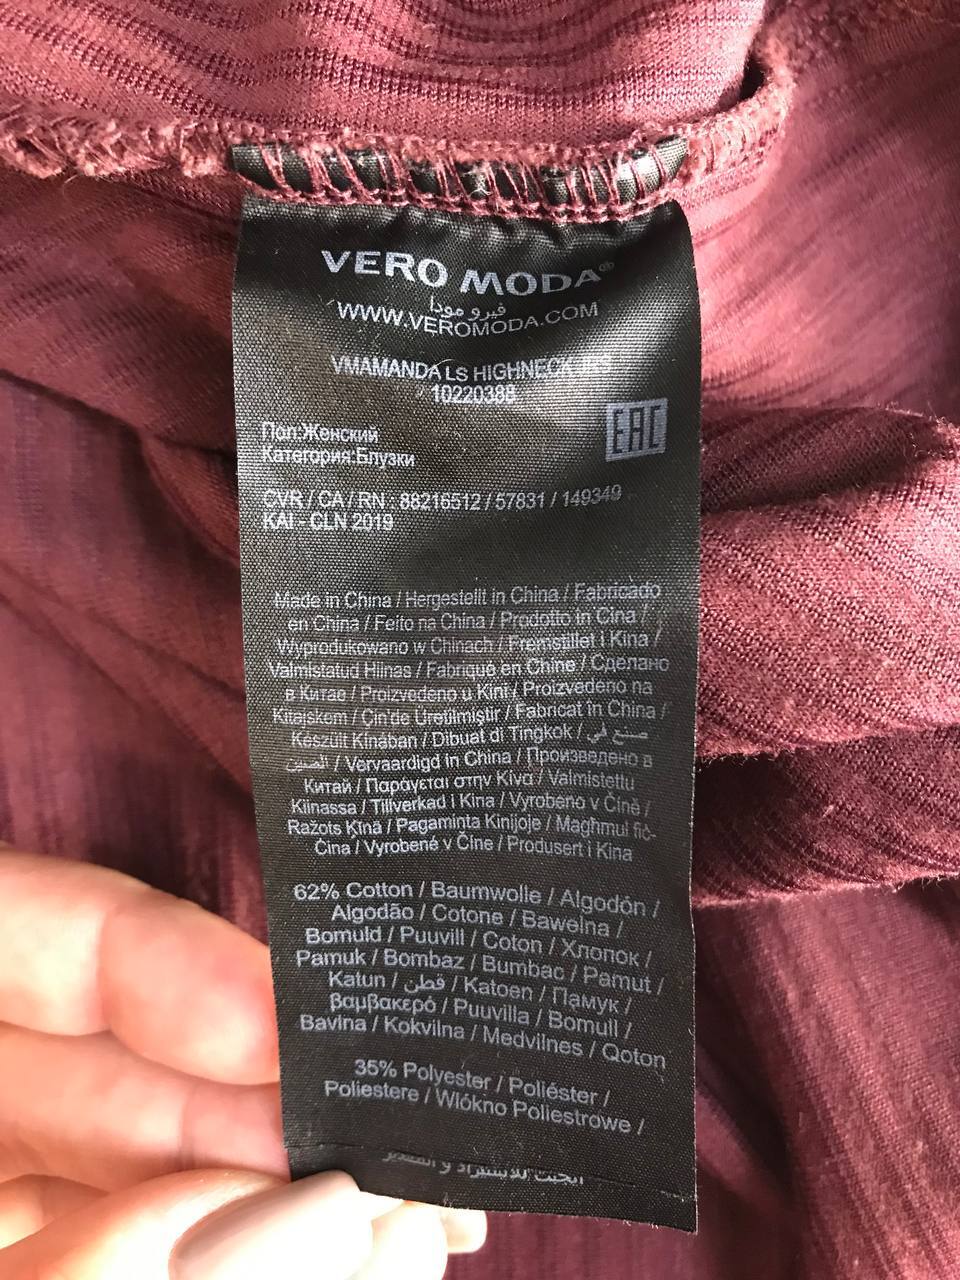 VERO MODA®
فيرو مودا
WWW.VEROMODA.COM
VMAMANDA LS HIGHNECK
10220388
EAC
Пол:Женский
Категория:Блузки
CVR / CA / RN 88216512 / 57831 / 149349
KAI - CLN 2019
Made in China / Hergestellt in China / Fabricado
en China / Feito na China / Prodotto in Cina /
Wyprodukowano w Chinach / Fremstillet i Kina /
Valmistatud Hiinas / Fabriqué en Chine / Сделано
в Китае / Proizvedeno u Kini / Proizvedeno na
Kitajskem / Çin'de Üretilmiştir / Fabricat în China /
Készült Kínában / Dibuat di Tingkok / صنع في
الصين / Vervaardigd in China / Произведено в
Китай / Παράγεται στην Κίνα / Valmistettu
Kiinassa / Tillverkad i Kina / Vyrobeno v Číně /
Ražots Ķīnā / Pagaminta Kinijoje / Magħmul fiċ-
Ċina / Vyrobené v Číne / Produsert i Kina
62% Cotton / Baumwolle / Algodón /
Algodão / Cotone / Bawełna /
Bomuld / Puuvill / Coton / Хлопок /
Pamuk / Bombaz / Bumbac / Pamut /
Katun / قطن / Katoen / Памук /
βαμβακερό / Puuvilla / Bomull /
Bavlna / Kokvilna / Medvilnes / Qoton
35% Polyester / Poliéster /
Poliestere / Włókno Poliestrowe /